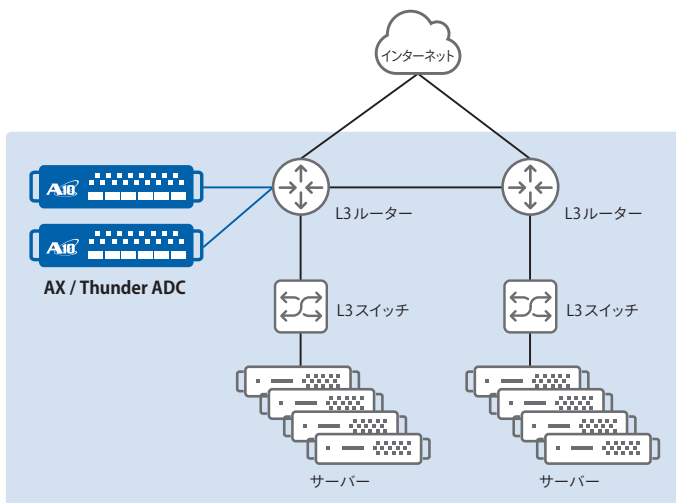 インターネット
A10
L3ルーター
L3ルーター
A10
AX / Thunder ADC
L3スイッチ
L3スイッチ
サーバー
サーバー